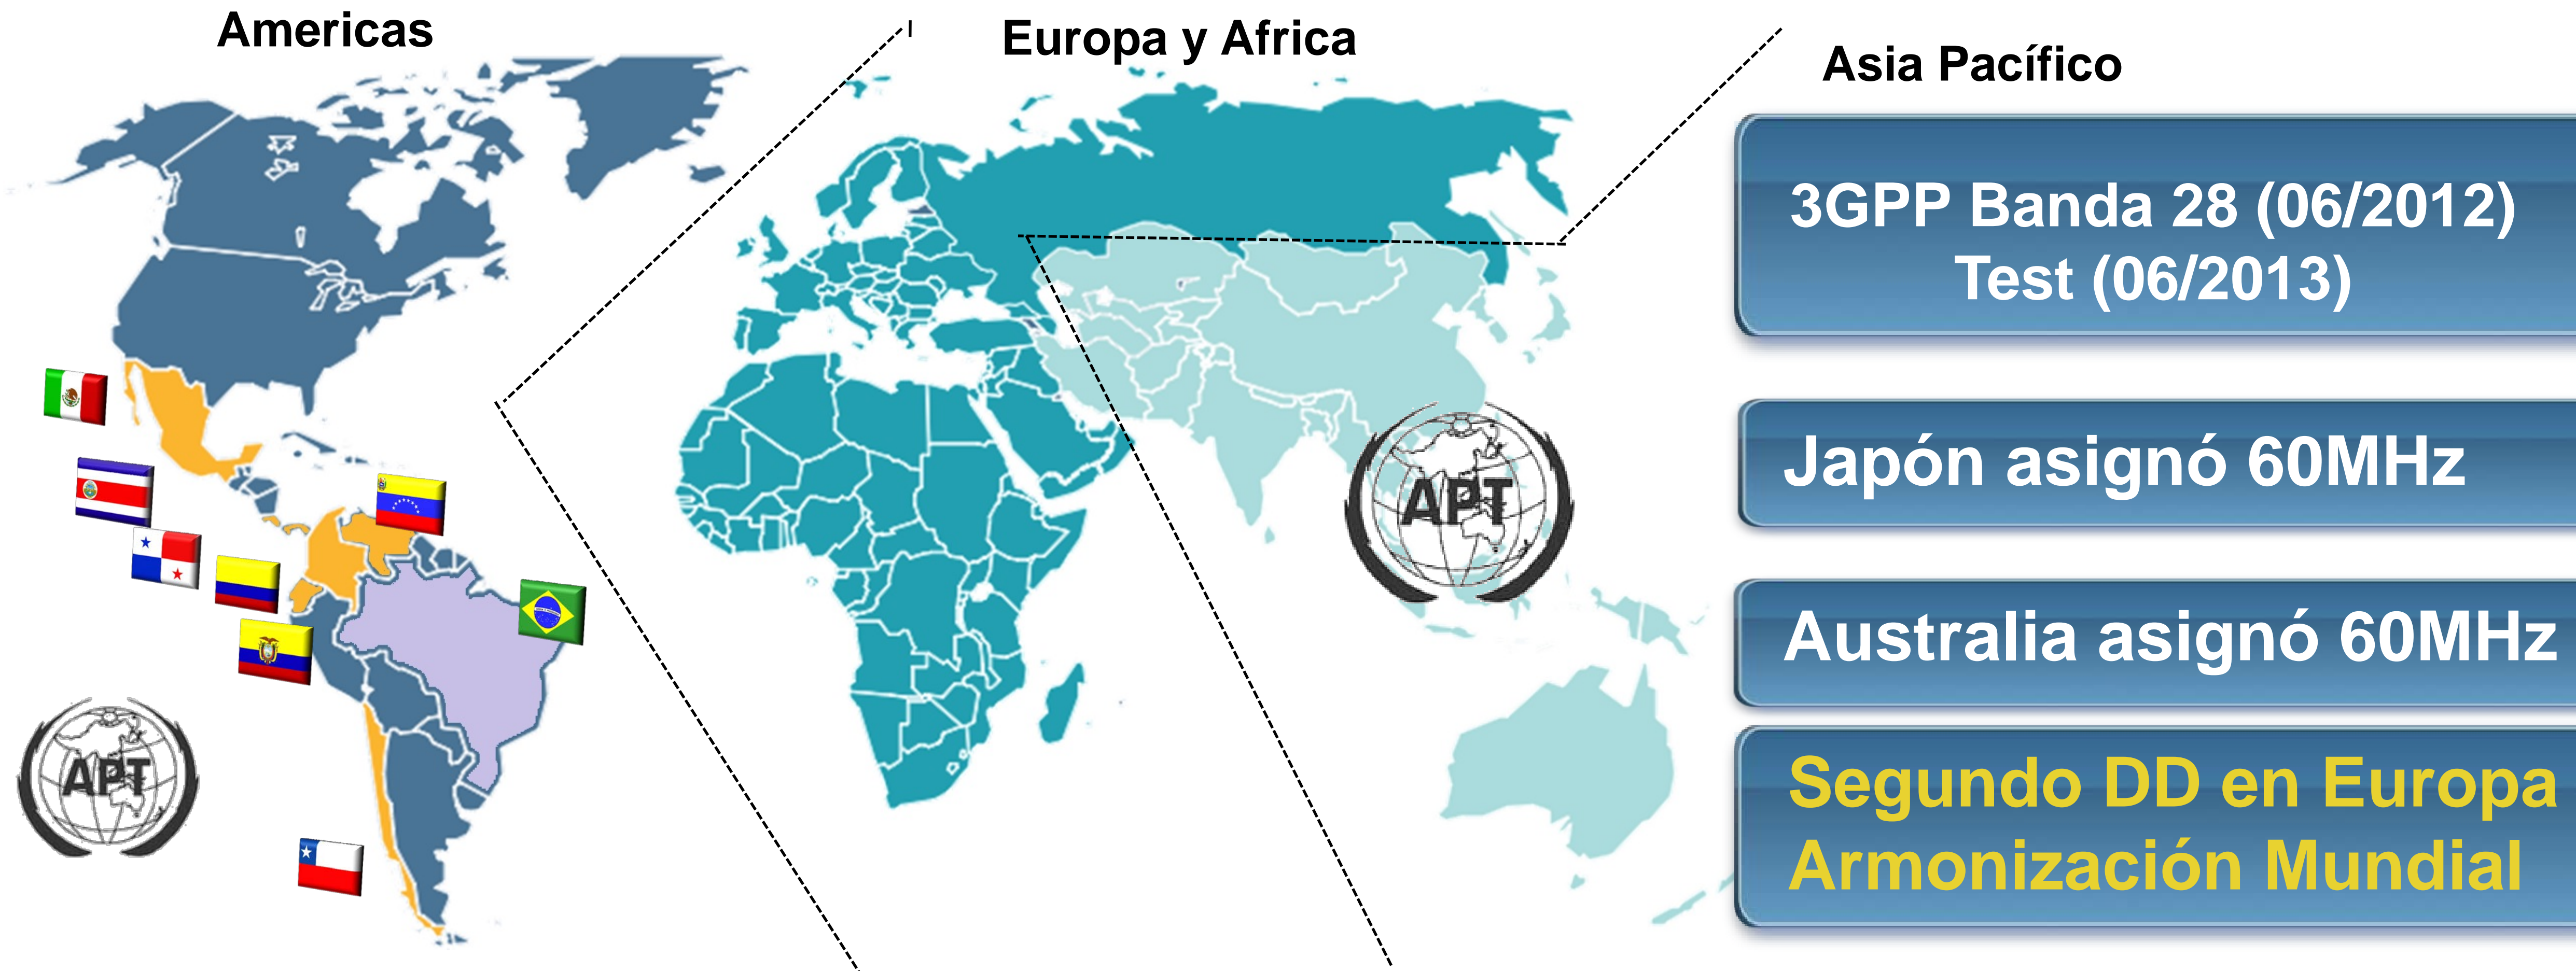 Americas
Europa y Africa
Asia Pacífico
3GPP Banda 28 (06/2012)
Test (06/2013)
Japón asignó 60MHz
Australia asignó 60MHz
Segundo DD en Europa
Armonización Mundial
APT
APT